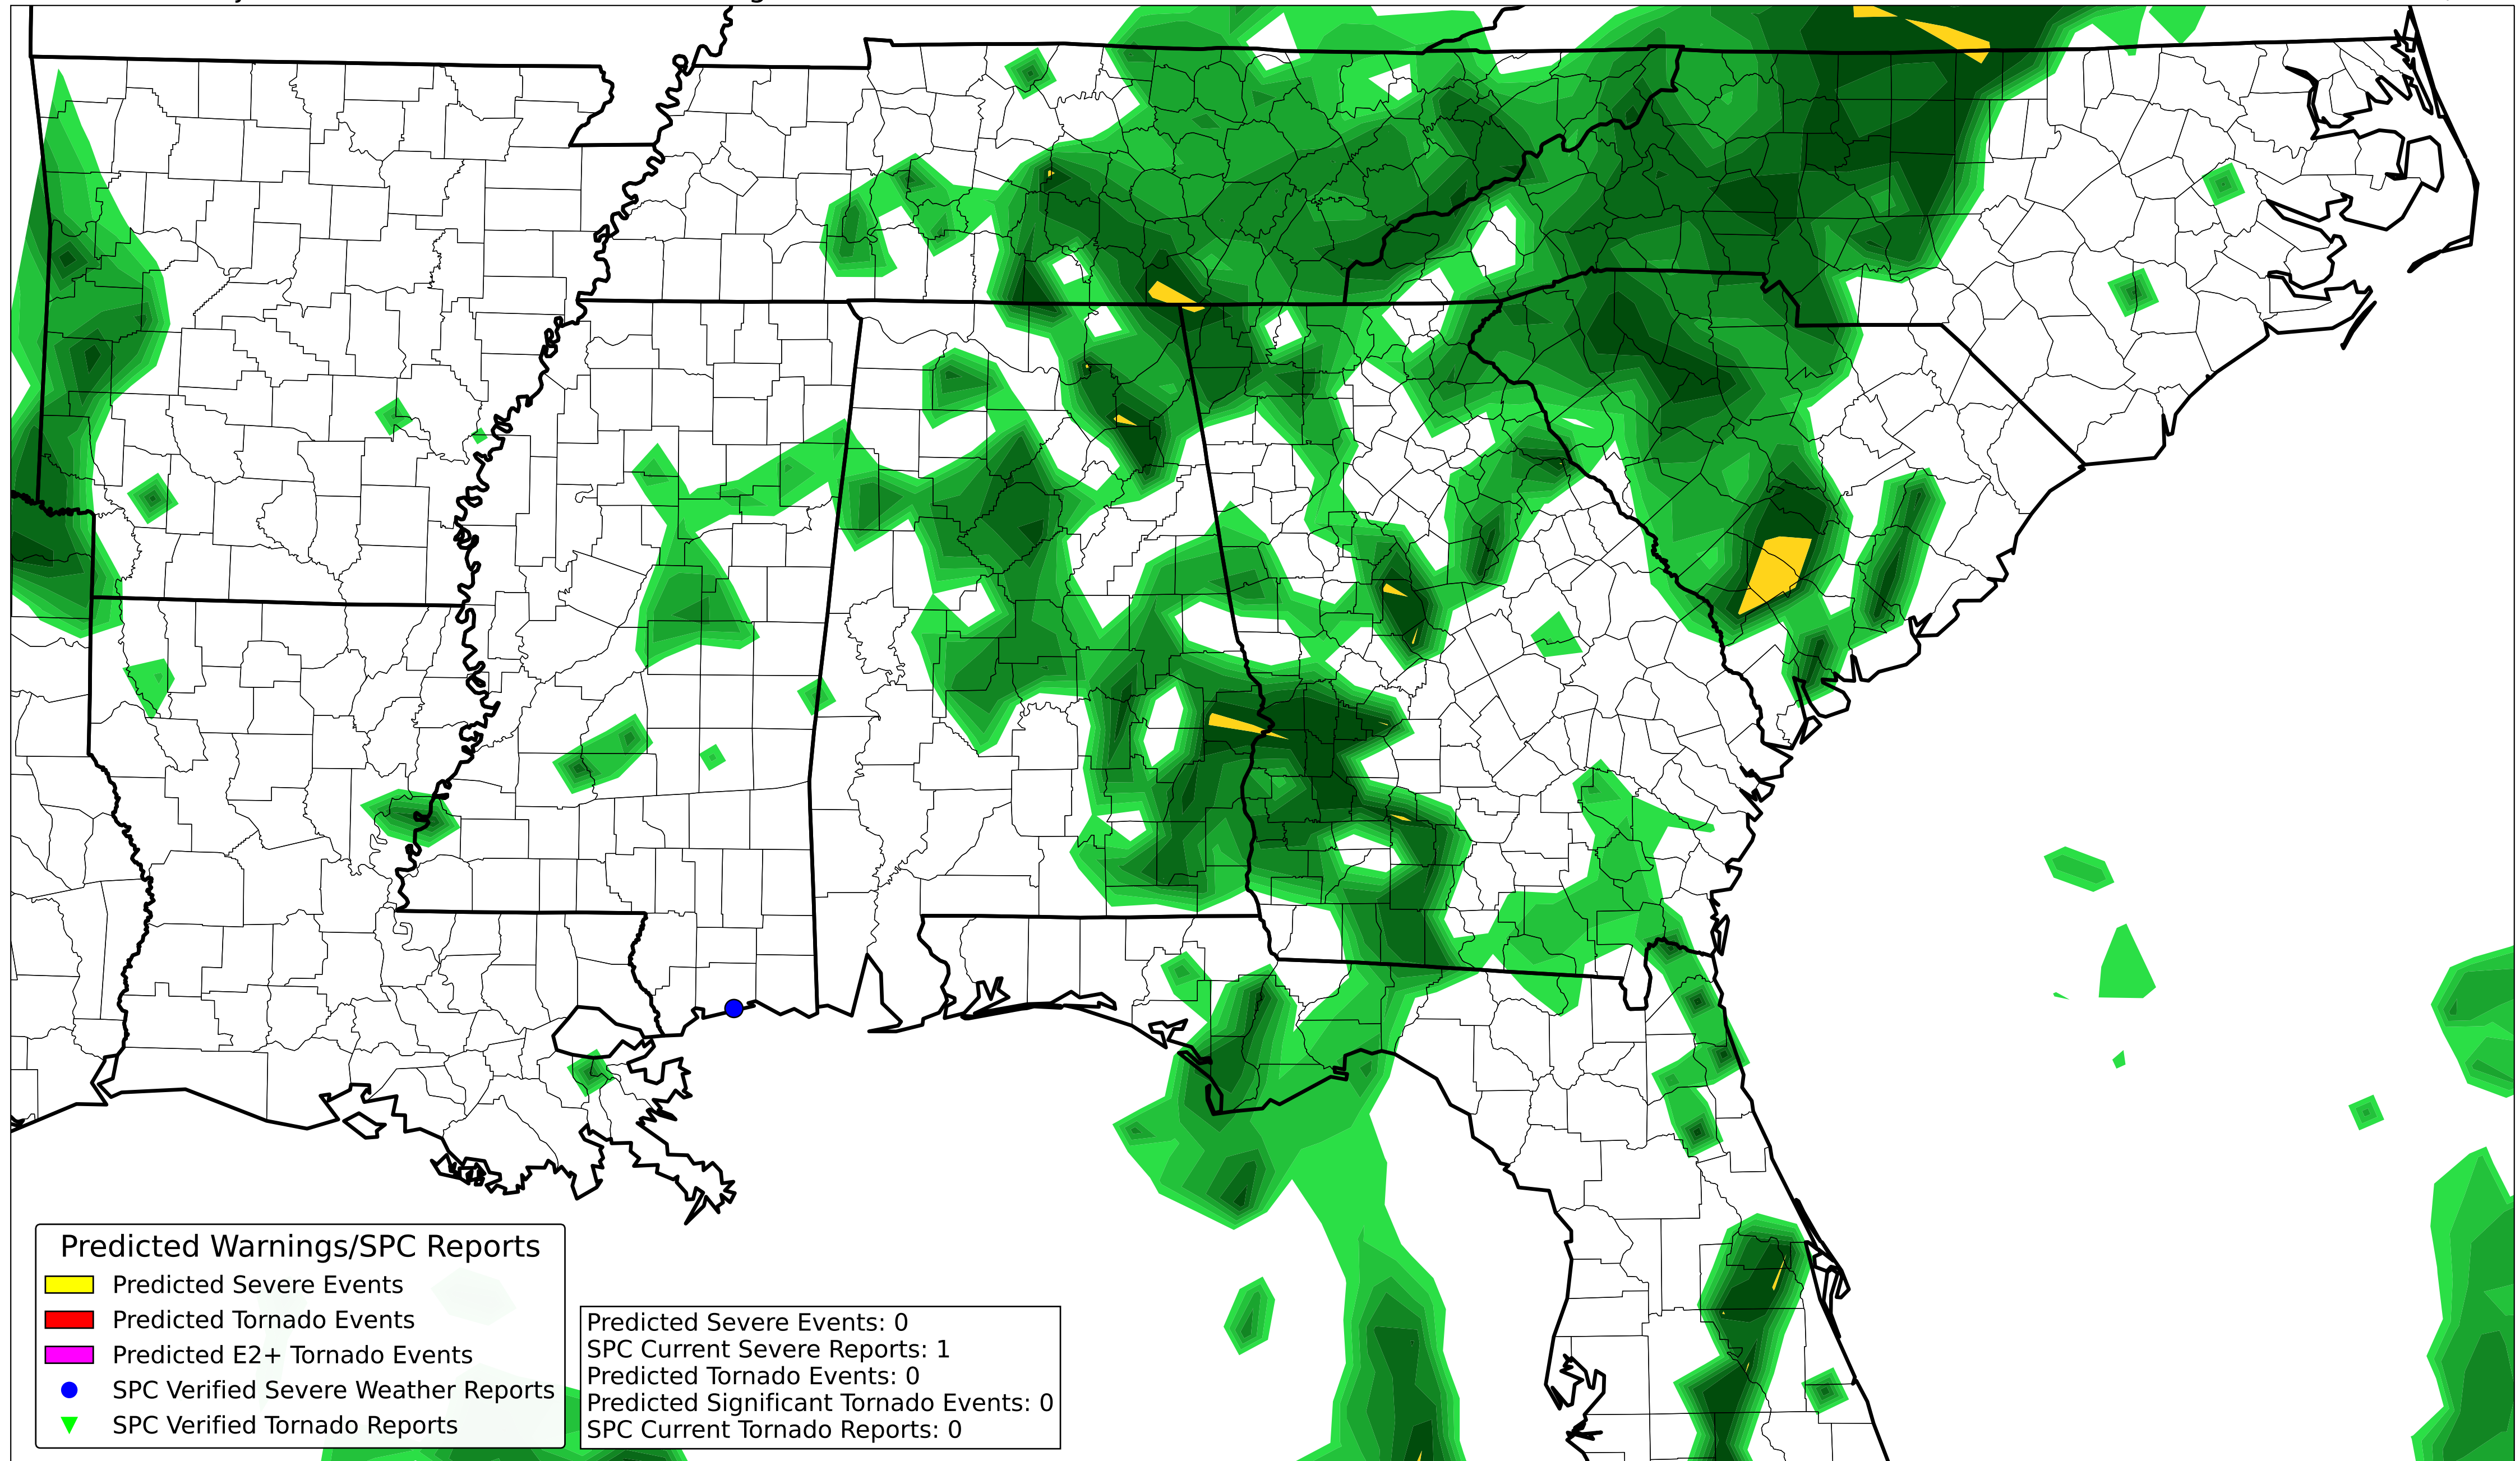 Predicted Warnings/SPC Reports
Predicted Severe Events
Predicted Tornado Events
Predicted E2+ Tornado Events
SPC Verified Severe Weather Reports
SPC Verified Tornado Reports
Predicted Severe Events: 0
SPC Current Severe Reports: 1
Predicted Tornado Events: 0
Predicted Significant Tornado Events: 0
SPC Current Tornado Reports: 0